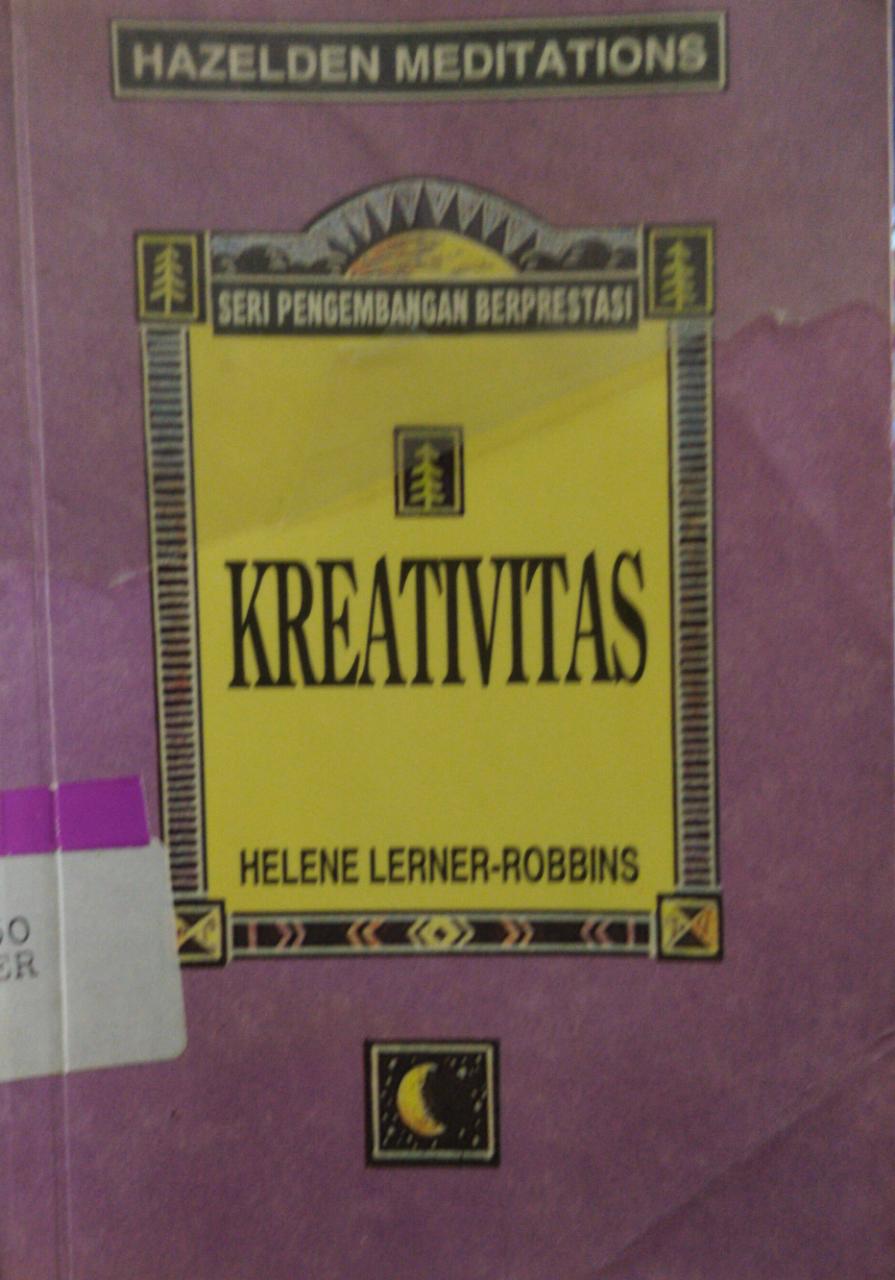 HAZELDEN MEDITATIONS
SERI PENGEMBANGAN BERPRESTASI
KREATIVITAS
HELENE LERNER-ROBBINS